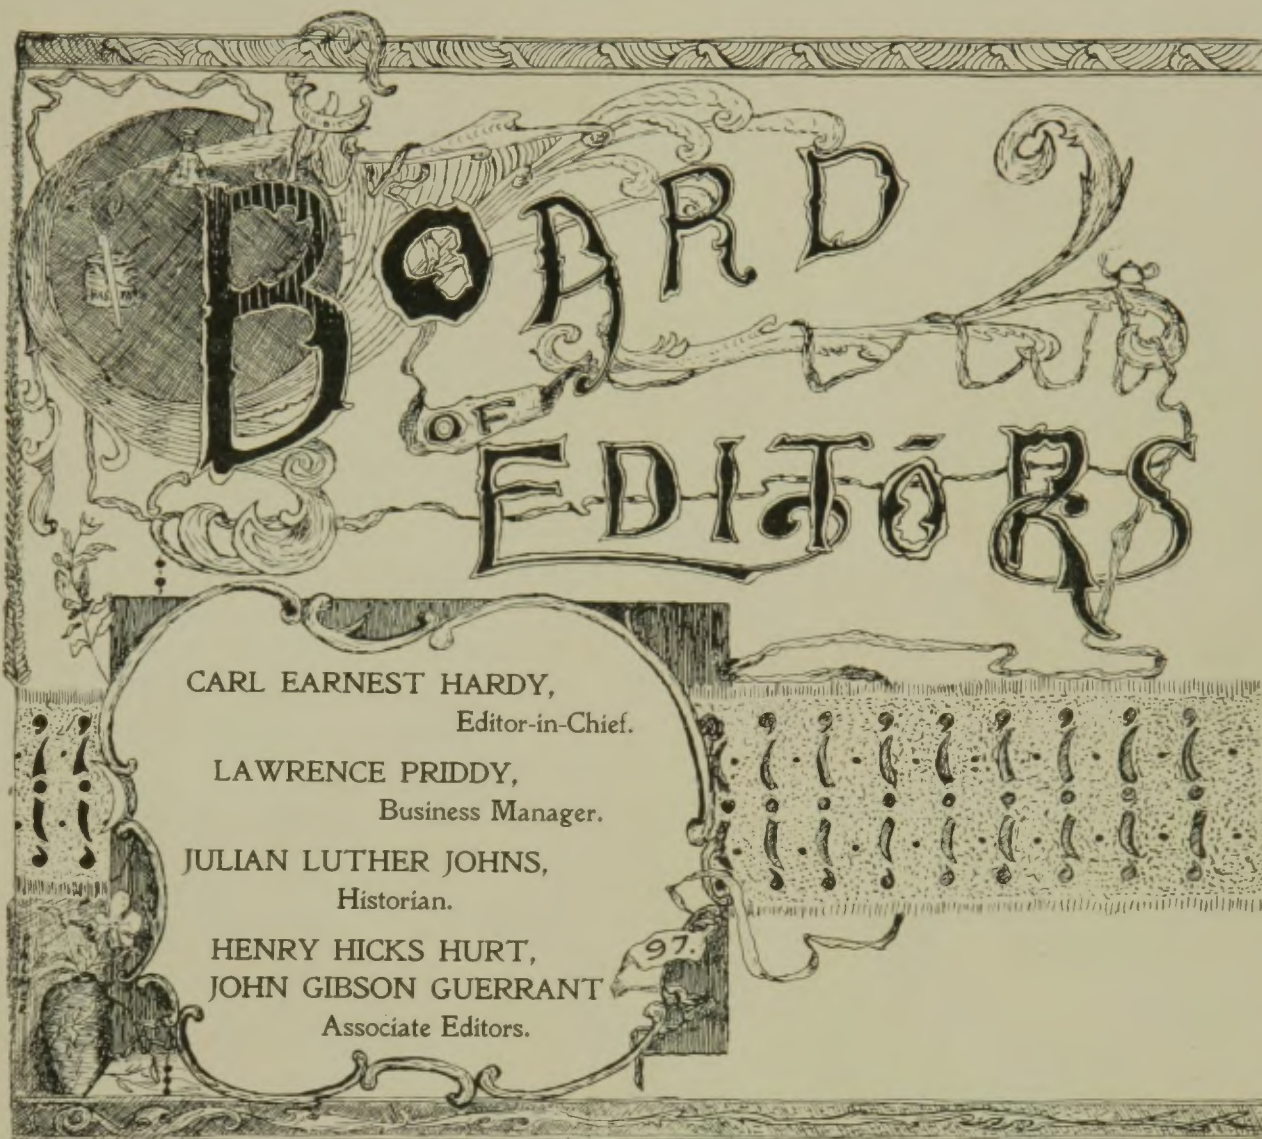 BOARD
OF
EDITORS
CARL EARNEST HARDY,
Editor-in-Chief.
LAWRENCE PRIDDY,
Business Manager.
JULIAN LUTHER JOHNS,
Historian.
HENRY HICKS HURT,
JOHN GIBSON GUERRANT
Associate Editors.
97.